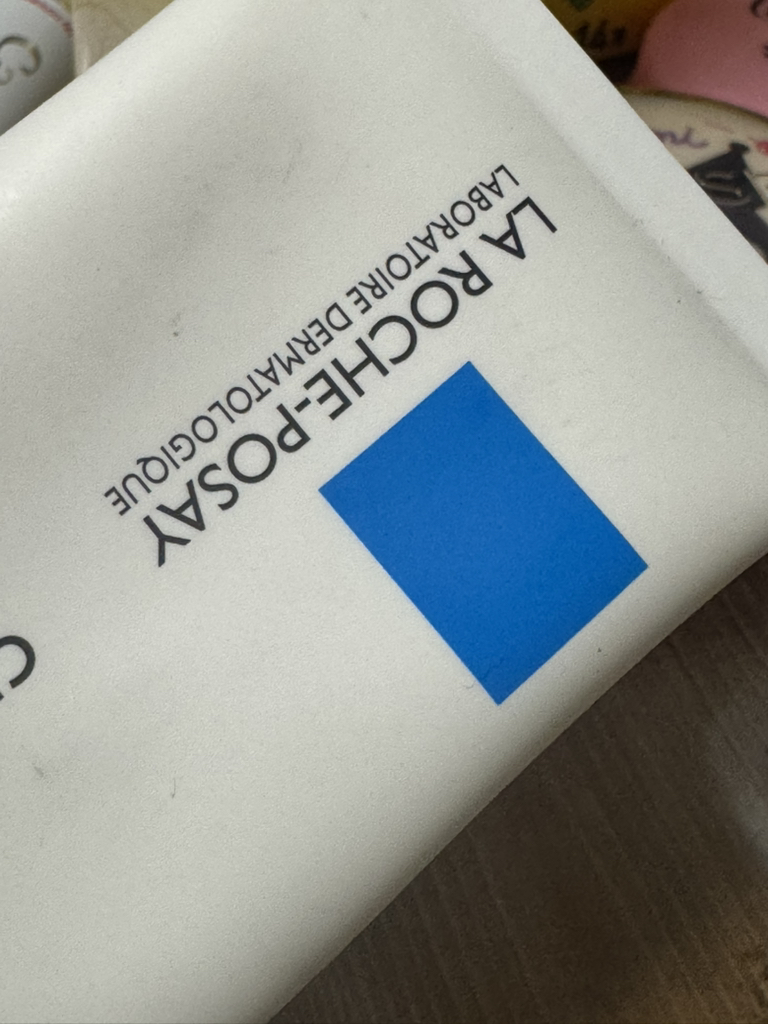 LA ROCHE-POSAY
LABORATOIRE DERMATOLOGIQUE